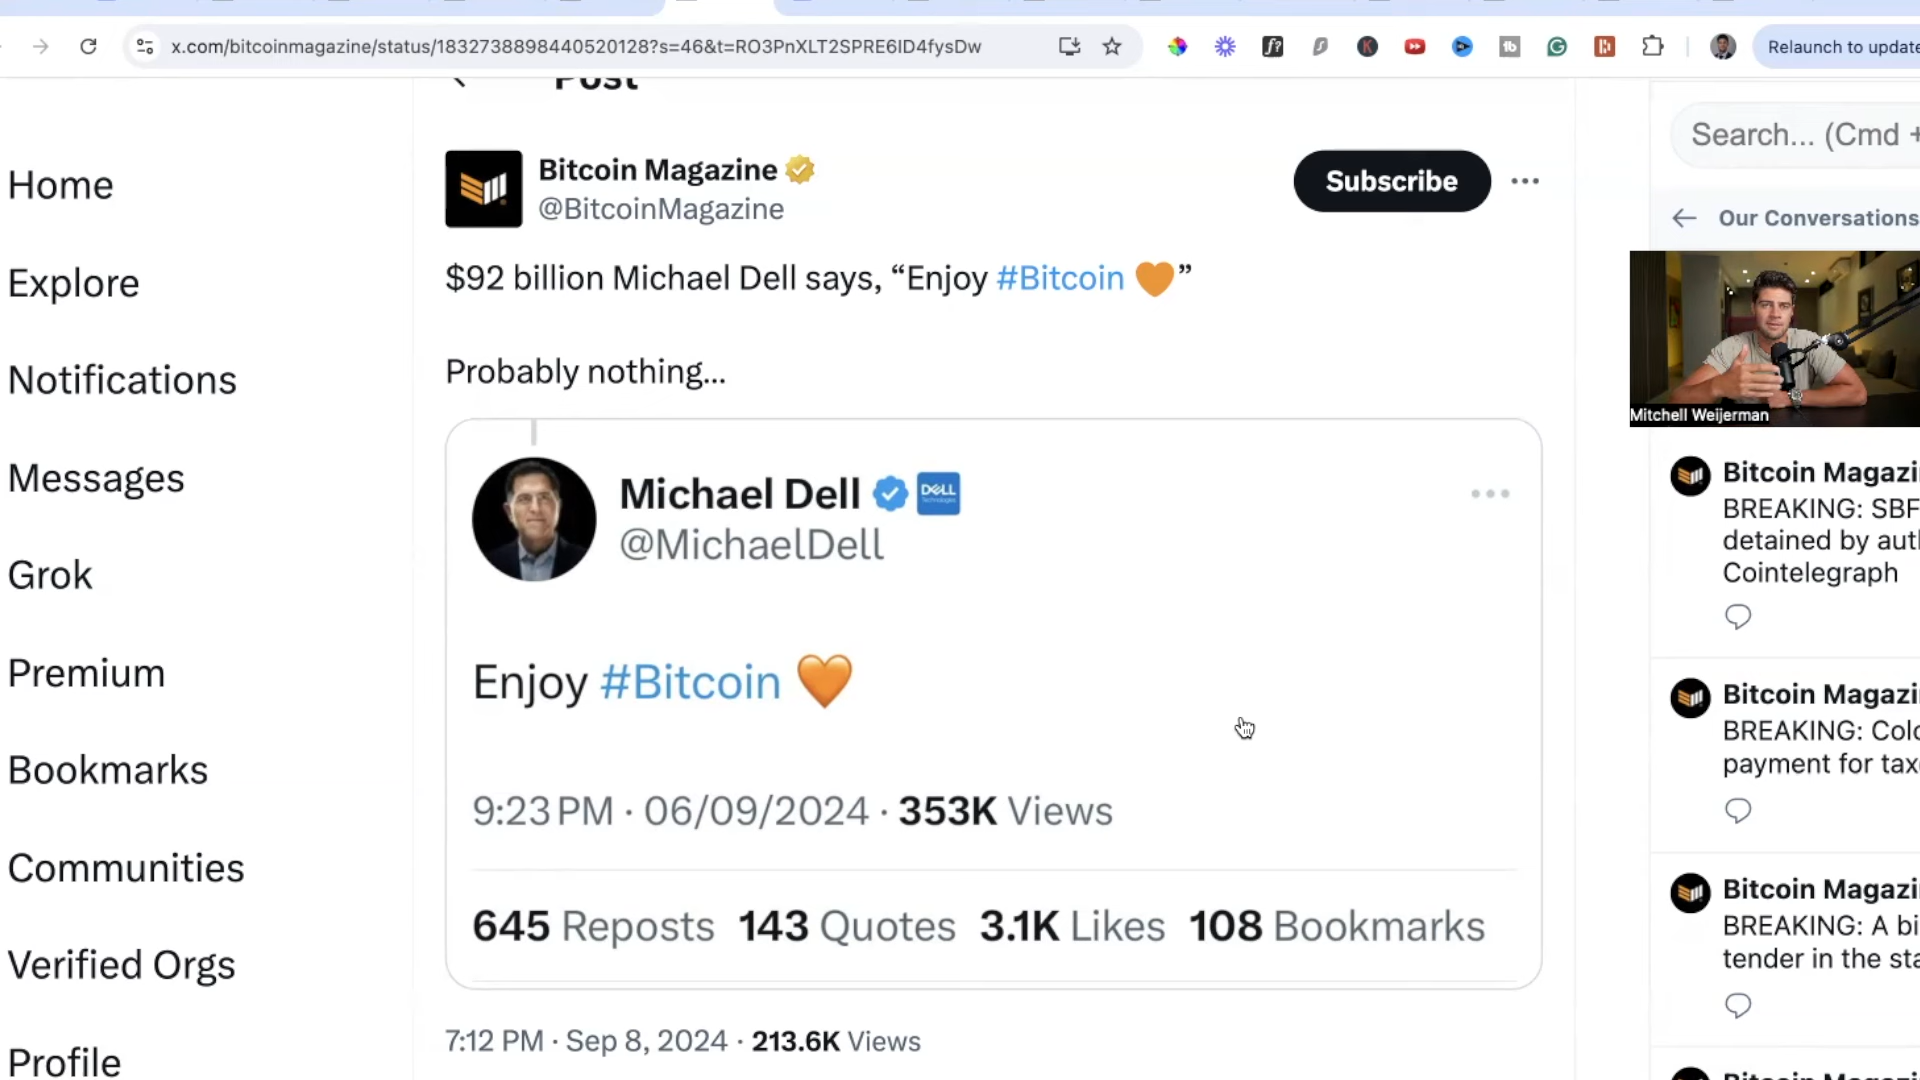 x.com/bitcoinmagazine/status/1832738898440520128?s=46&t=RO3PnXLT2SPRE6ID4fysDw
Relaunch to update
Post
Home
Explore
Notifications
Messages
Grok
Premium
Bookmarks
Communities
Verified Orgs
Profile
Bitcoin Magazine
@BitcoinMagazine
Subscribe
$92 billion Michael Dell says, “Enjoy #Bitcoin 🧡”
Probably nothing...
Michael Dell
DELL
@MichaelDell
Enjoy #Bitcoin 🧡
9:23 PM · 06/09/2024 · 353K Views
645 Reposts 143 Quotes 3.1K Likes 108 Bookmarks
7:12 PM · Sep 8, 2024 · 213.6K Views
Search... (Cmd +
Our Conversations
Mitchell Weijerman
Bitcoin Magazi
BREAKING: SBF
detained by aut
Cointelegraph
Bitcoin Magazi
BREAKING: Colo
payment for tax
Bitcoin Magazi
BREAKING: A bi
tender in the sta